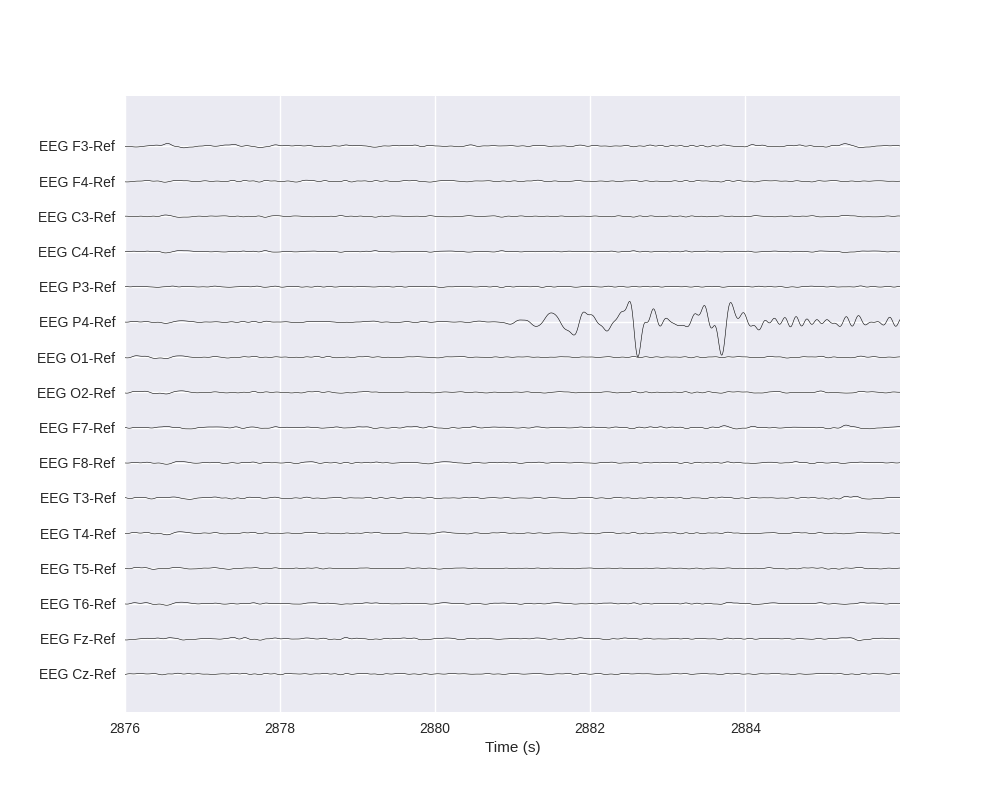 EEG F3-Ref
EEG F4-Ref
EEG C3-Ref
EEG C4-Ref
EEG P3-Ref
EEG P4-Ref
EEG O1-Ref
EEG O2-Ref
EEG F7-Ref
EEG F8-Ref
EEG T3-Ref
EEG T4-Ref
EEG T5-Ref
EEG T6-Ref
EEG Fz-Ref
EEG Cz-Ref
2876 2878 2880 2882 2884
Time (s)